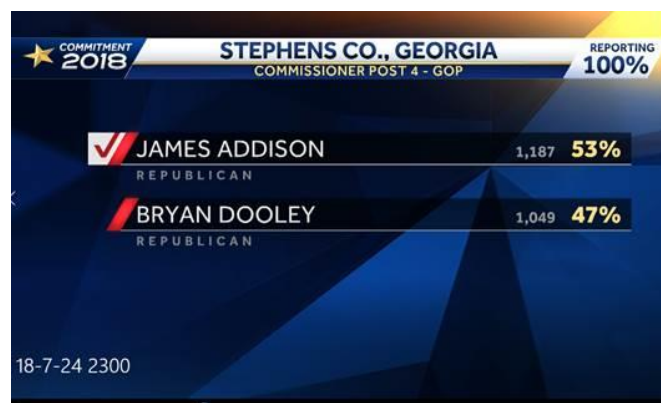 COMMITMENT
2018
STEPHENS CO., GEORGIA
COMMISSIONER POST 4 - GOP
REPORTING
100%
JAMES ADDISON 1,187 53%
REPUBLICAN
BRYAN DOOLEY 1,049 47%
REPUBLICAN
18-7-24 2300